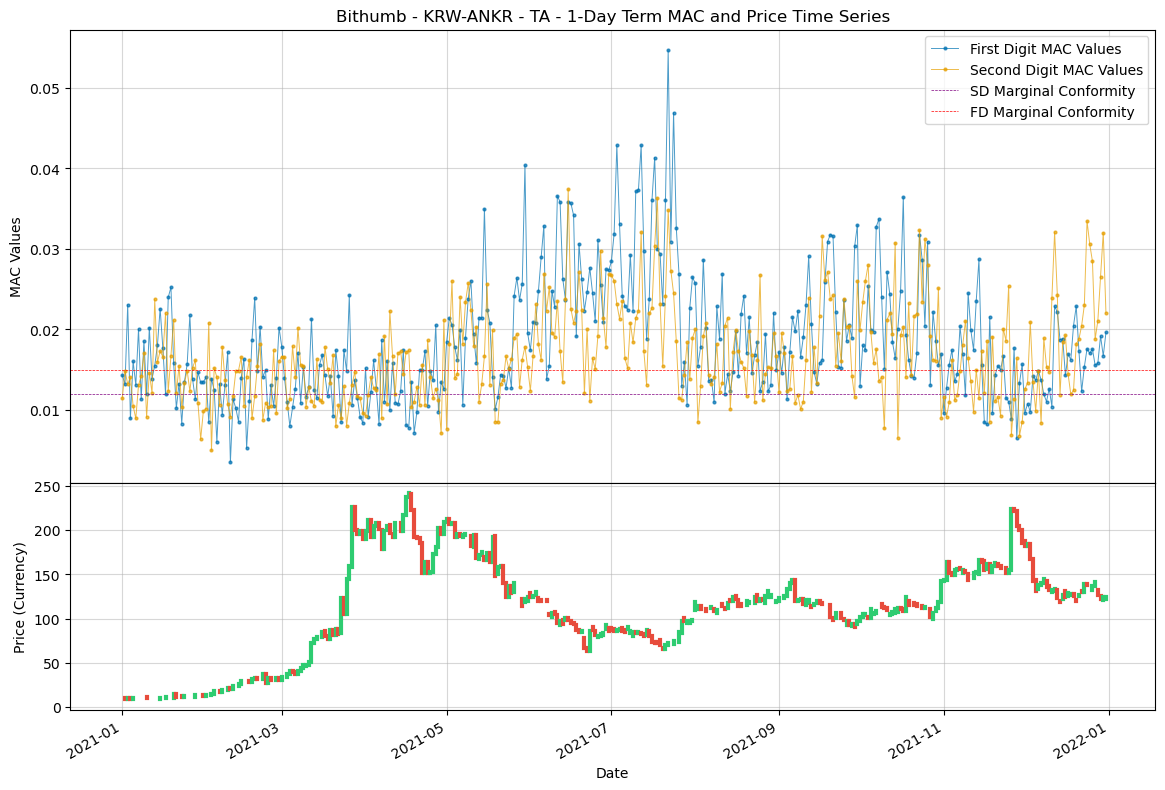 Bithumb - KRW-ANKR - TA - 1-Day Term MAC and Price Time Series
First Digit MAC Values
Second Digit MAC Values
SD Marginal Conformity
FD Marginal Conformity
MAC Values
0.05
0.04
0.03
0.02
0.01
Price (Currency)
250
200
150
100
50
0
2021-01
2021-03
2021-05
2021-07
2021-09
2021-11
2022-01
Date